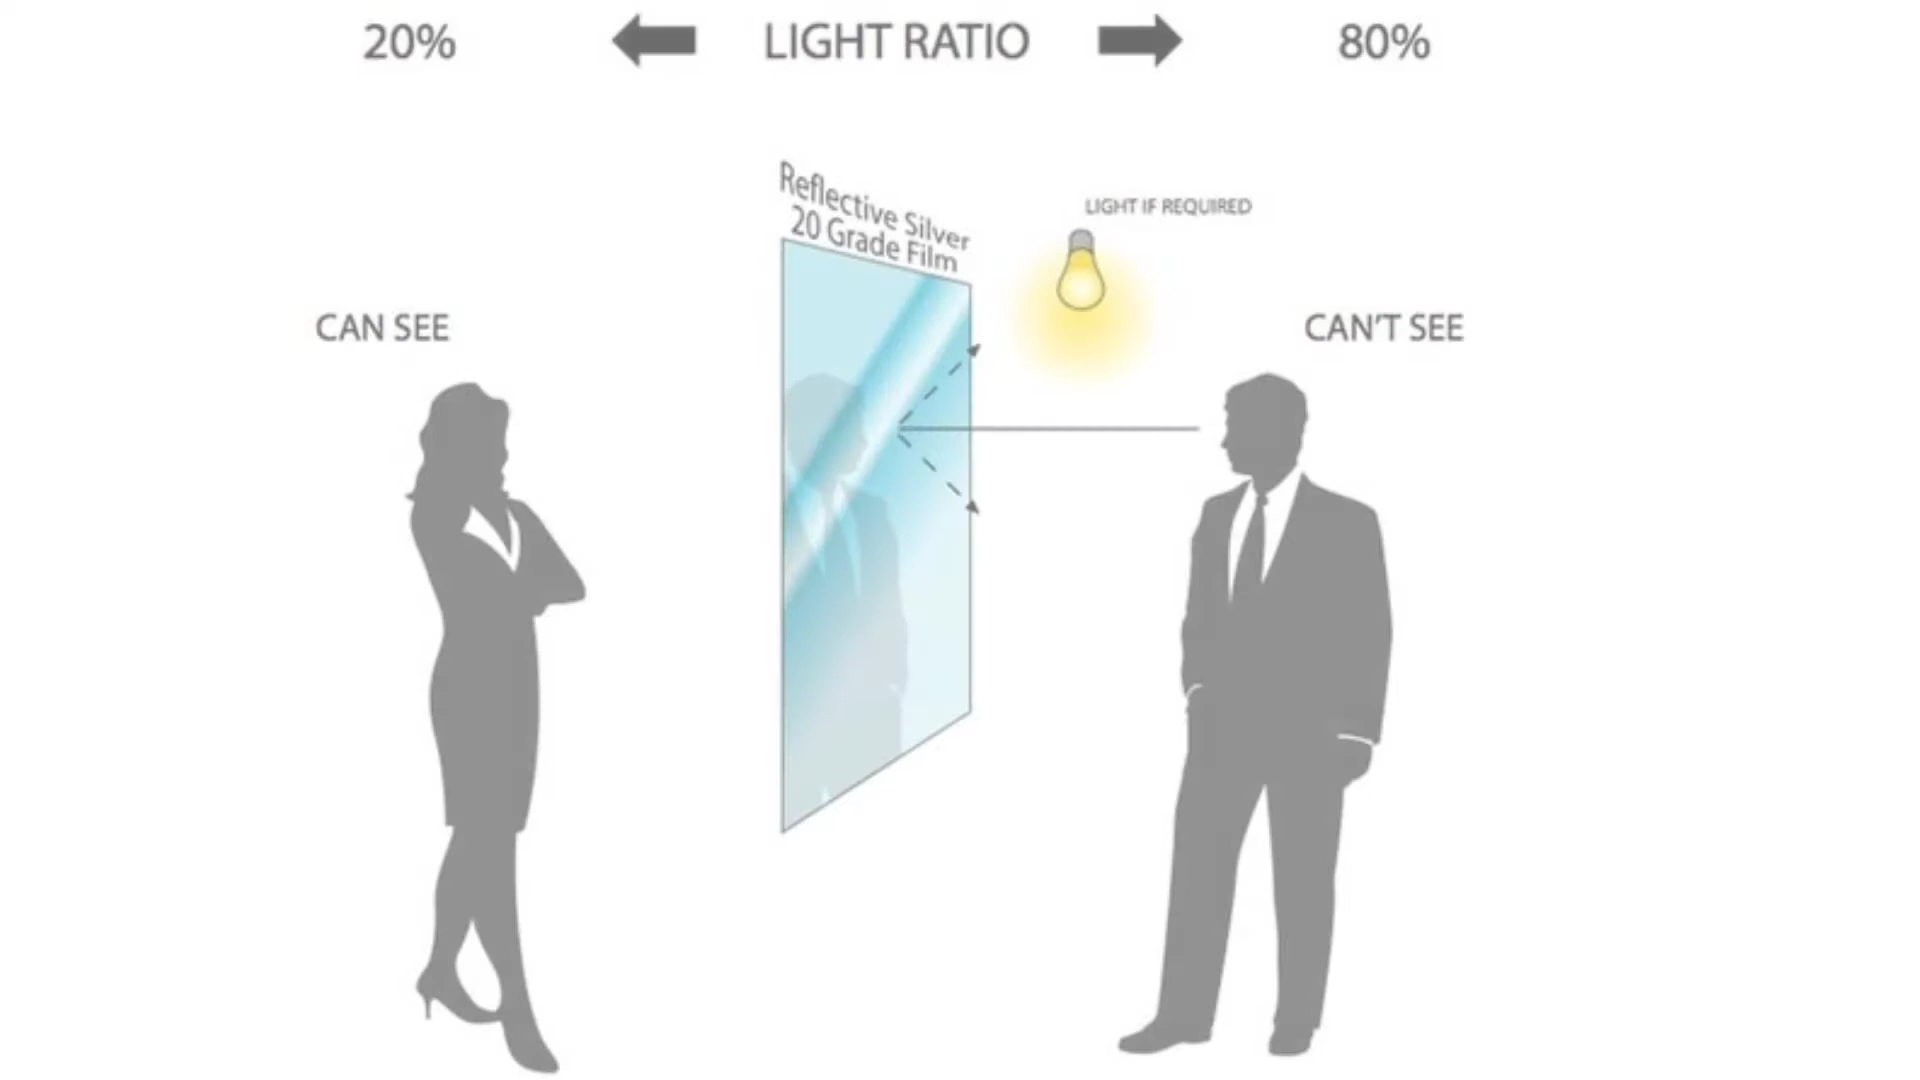 20% LIGHT RATIO 80%
Reflective Silver
20 Grade Film
LIGHT IF REQUIRED
CAN SEE
CAN'T SEE